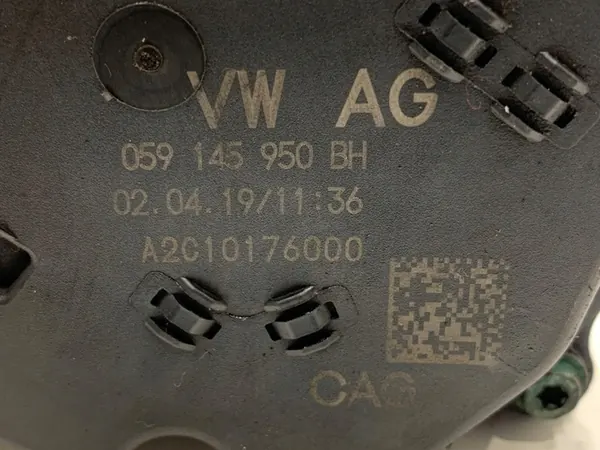 VW AG
059 145 950 BH
02.04.19/11:36
A2C10176000
CAG